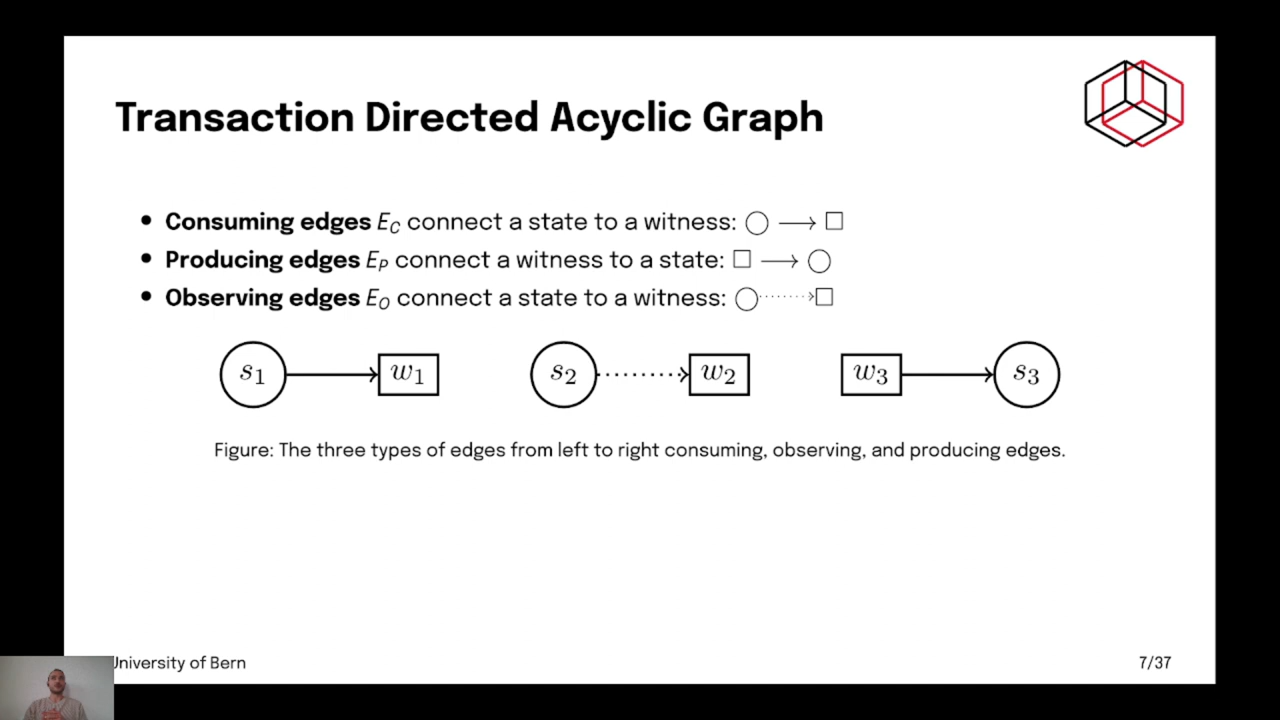 Transaction Directed Acyclic Graph
• Consuming edges E_C connect a state to a witness: ○ ⟶ □
• Producing edges E_P connect a witness to a state: □ ⟶ ○
• Observing edges E_O connect a state to a witness: ○ ┈> □
s₁ w₁ s₂ w₂ w₃ s₃
Figure: The three types of edges from left to right consuming, observing, and producing edges.
University of Bern 7/37